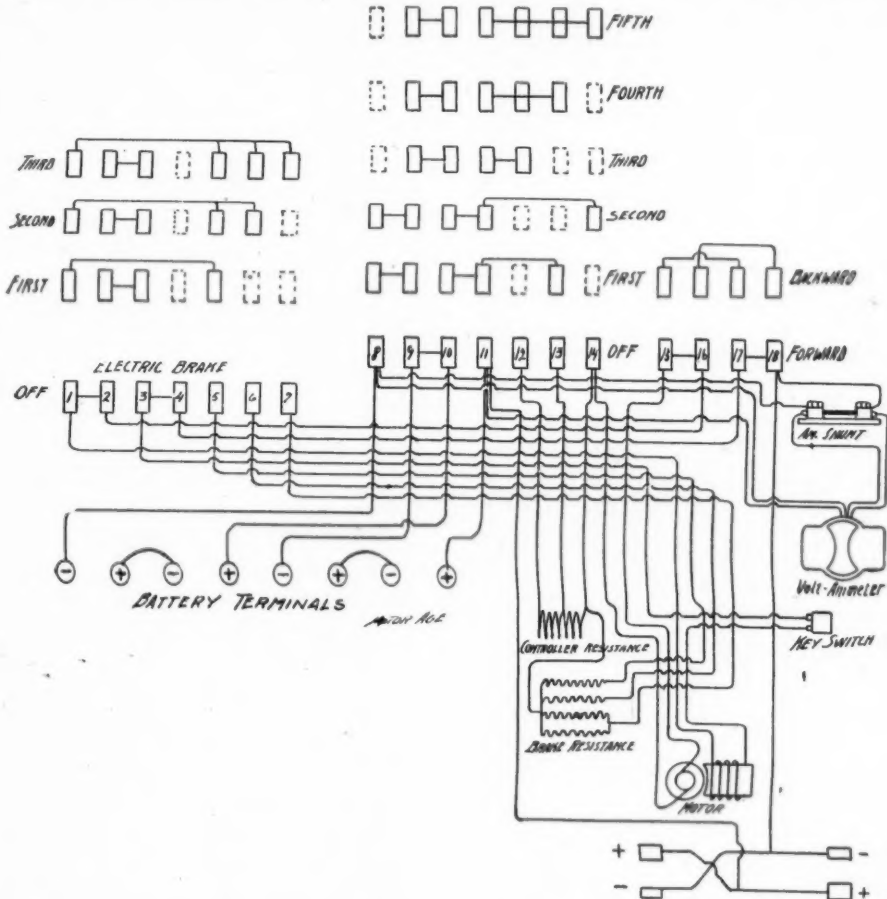 FIFTH
FOURTH
THIRD THIRD
SECOND SECOND
FIRST FIRST BACKWARD
8 9 10 11 12 13 14 OFF 15 16 17 18 FORWARD
ELECTRIC BRAKE
OFF 1 2 3 4 5 6 7
AM. SHUNT
- + - + - + - +
BATTERY TERMINALS
MOTOR AGE
Volt-Ammeter
CONTROLLER RESISTANCE
KEY SWITCH
BRAKE RESISTANCE
MOTOR
+ -
- +